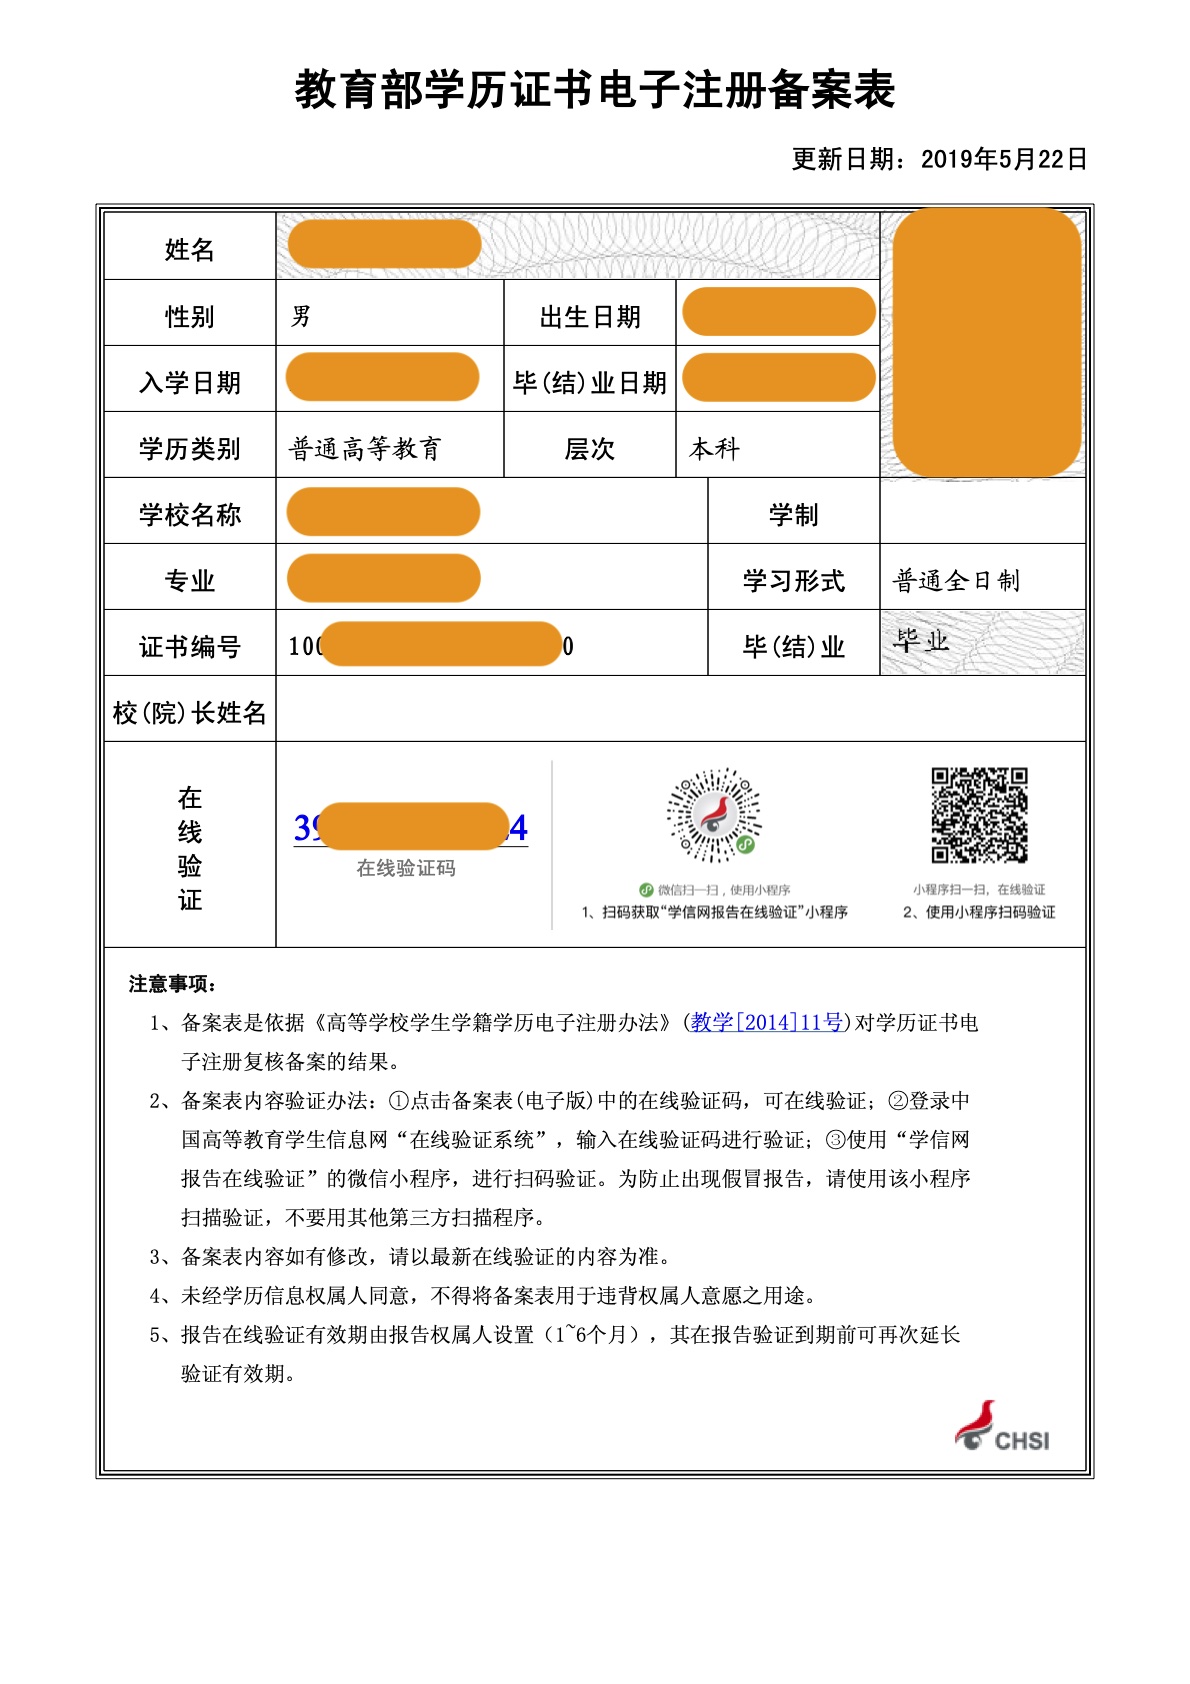 教育部学历证书电子注册备案表
更新日期：2019年5月22日
姓名
性别 男 出生日期
入学日期 毕(结)业日期
学历类别 普通高等教育 层次 本科
学校名称 学制
专业 学习形式 普通全日制
证书编号 100 0 毕(结)业 毕业
校(院)长姓名
在
线
验
证
39 4
在线验证码
微信扫一扫，使用小程序
1、扫码获取“学信网报告在线验证”小程序
小程序扫一扫，在线验证
2、使用小程序扫码验证
注意事项：
1、备案表是依据《高等学校学生学籍学历电子注册办法》(教学[2014]11号)对学历证书电
子注册复核备案的结果。
2、备案表内容验证办法：①点击备案表(电子版)中的在线验证码，可在线验证；②登录中
国高等教育学生信息网“在线验证系统”，输入在线验证码进行验证；③使用“学信网
报告在线验证”的微信小程序，进行扫码验证。为防止出现假冒报告，请使用该小程序
扫描验证，不要用其他第三方扫描程序。
3、备案表内容如有修改，请以最新在线验证的内容为准。
4、未经学历信息权属人同意，不得将备案表用于违背权属人意愿之用途。
5、报告在线验证有效期由报告权属人设置（1~6个月），其在报告验证到期前可再次延长
验证有效期。
CHSI